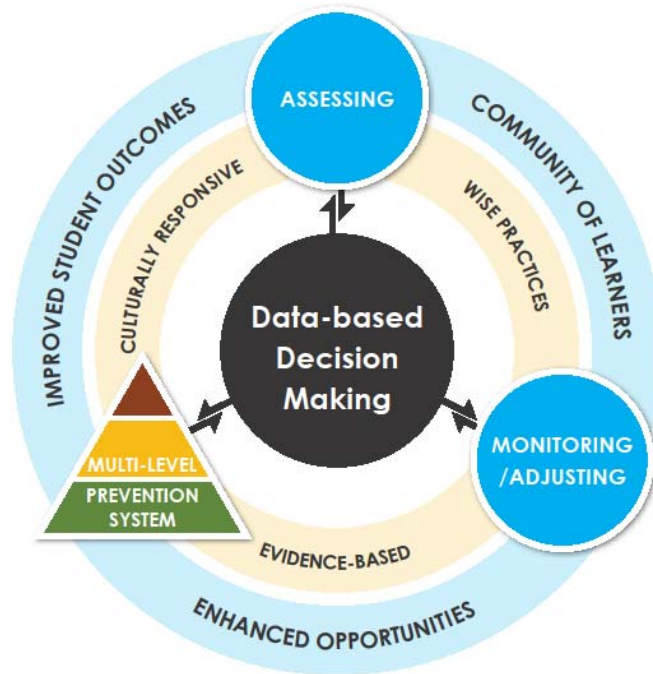 ASSESSING
IMPROVED STUDENT OUTCOMES
COMMUNITY OF LEARNERS
CULTURALLY RESPONSIVE
WISE PRACTICES
Data-based
Decision
Making
MULTI-LEVEL
PREVENTION
SYSTEM
MONITORING
/ADJUSTING
EVIDENCE-BASED
ENHANCED OPPORTUNITIES